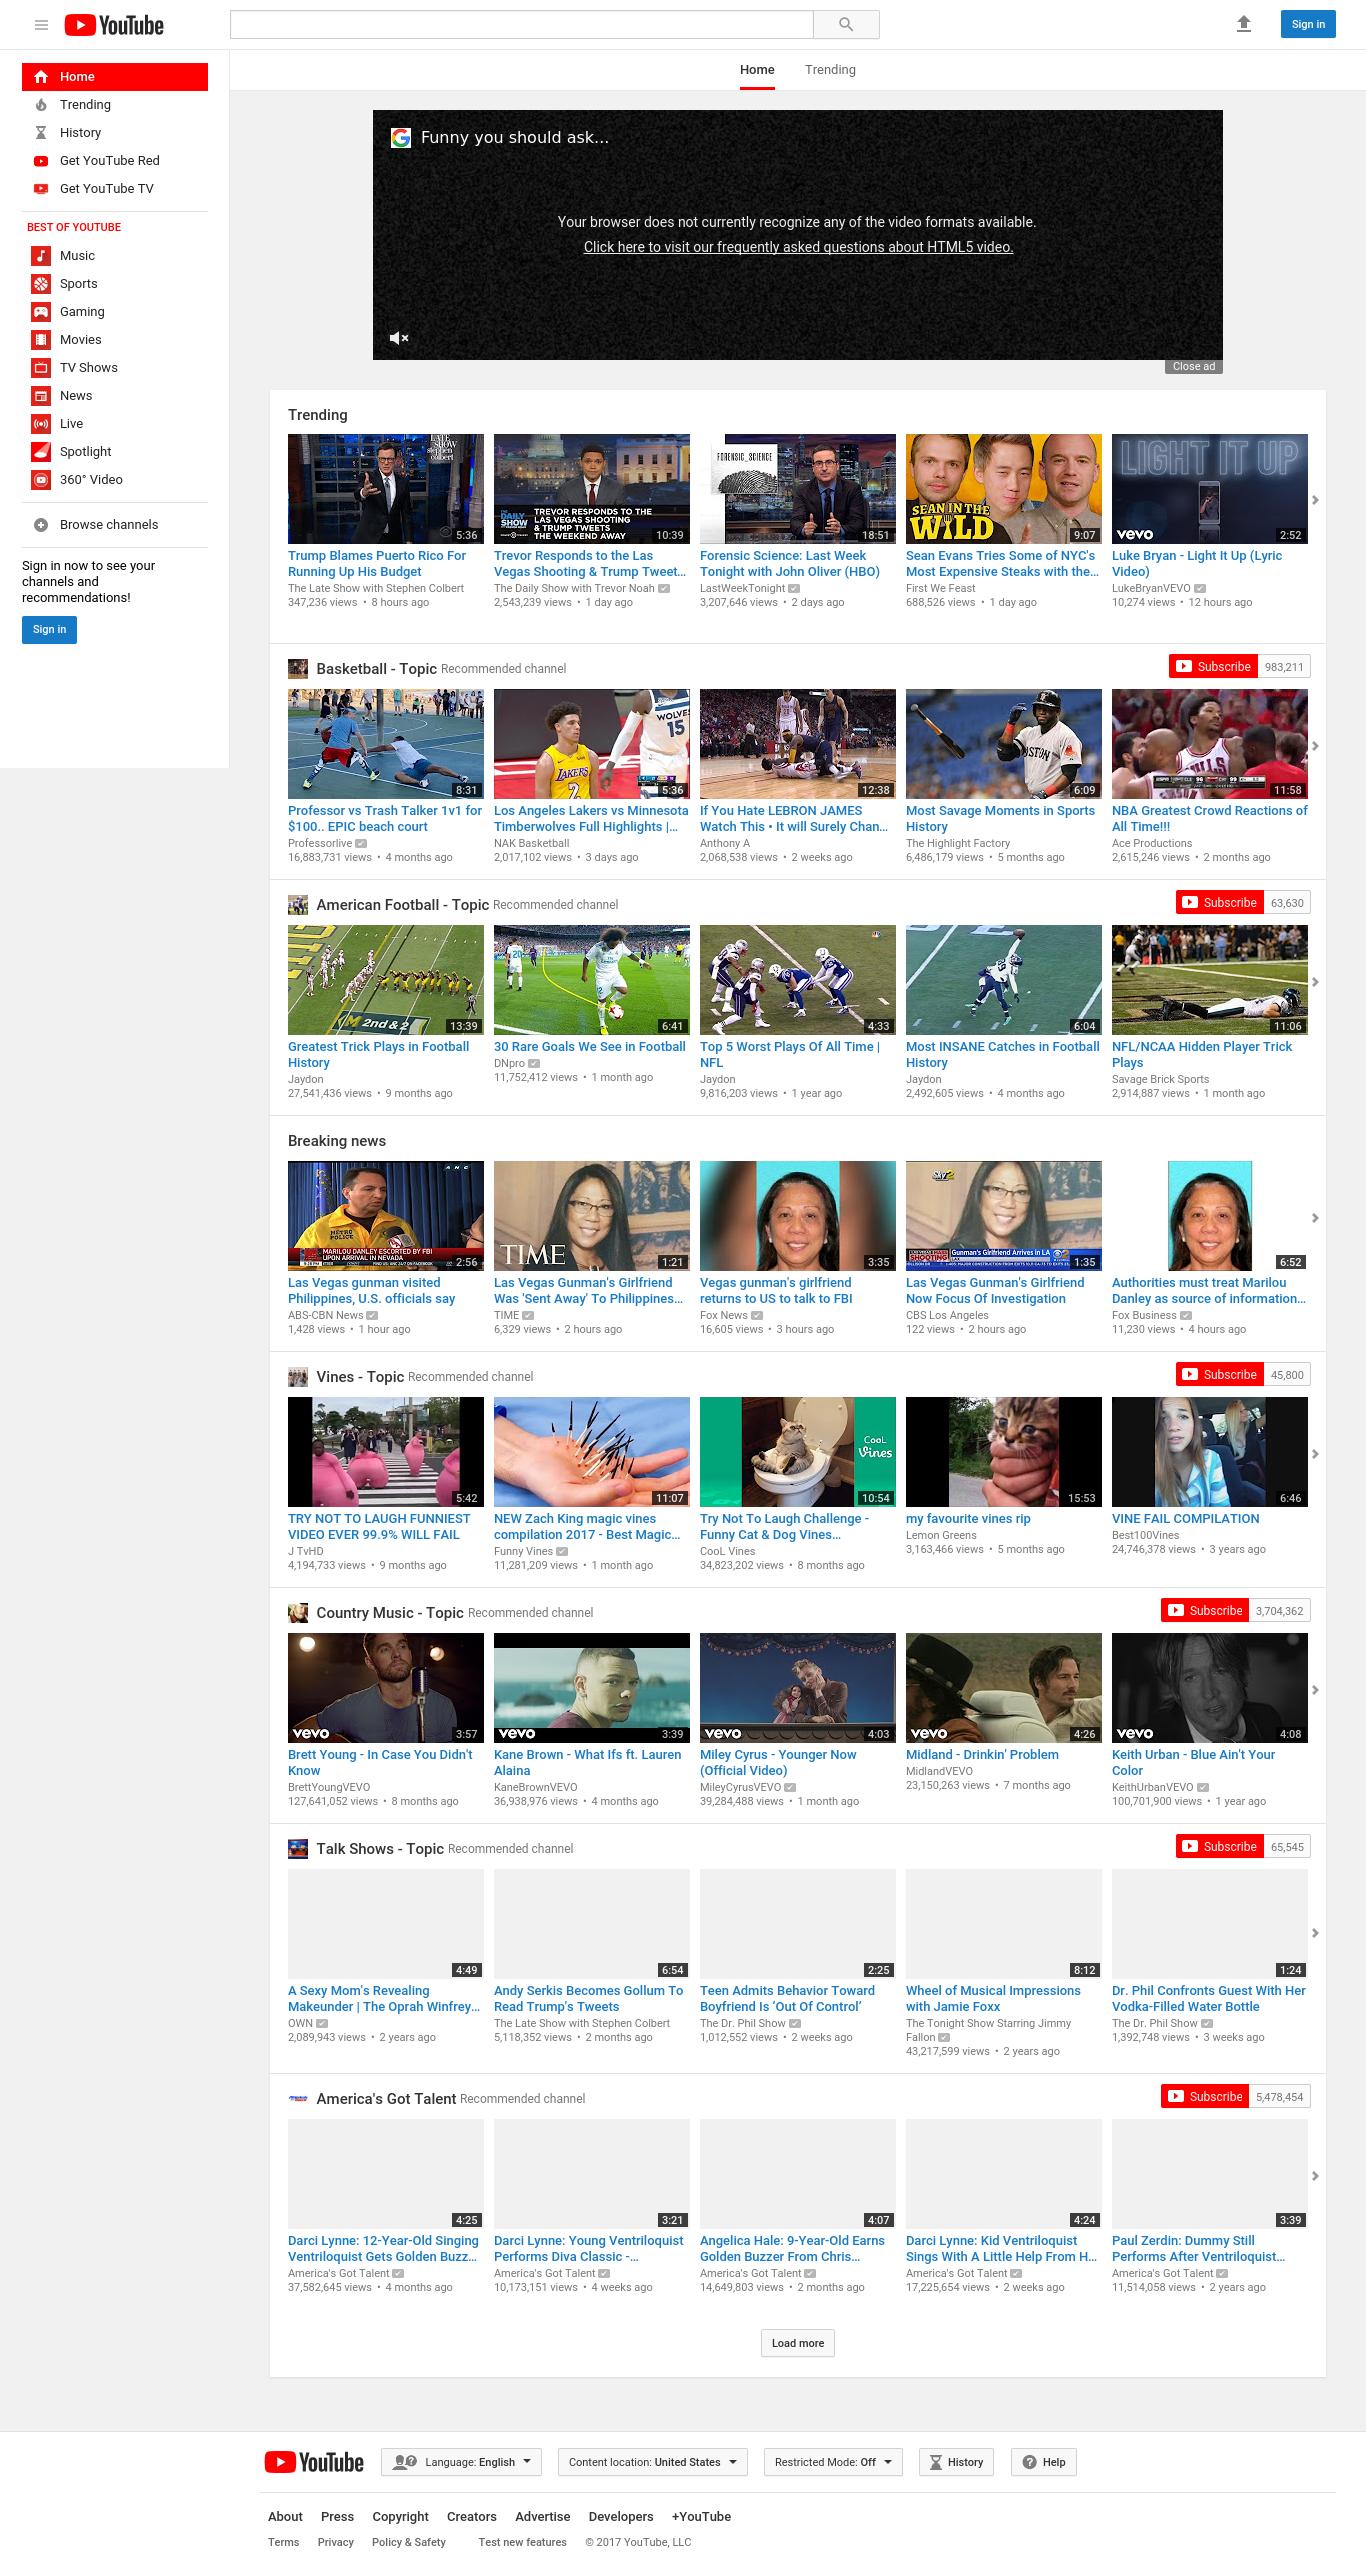 YouTube
Sign in
Home
Trending
History
Get YouTube Red
Get YouTube TV
BEST OF YOUTUBE
Music
Sports
Gaming
Movies
TV Shows
News
Live
Spotlight
360° Video
Browse channels
Sign in now to see your
channels and
recommendations!
Sign in
Home Trending
Funny you should ask...
Your browser does not currently recognize any of the video formats available.
Click here to visit our frequently asked questions about HTML5 video.
Close ad
Trending
LATE SHOW stephen colbert
5:36
THE DAILY SHOW
TREVOR RESPONDS TO THE
LAS VEGAS SHOOTING
& TRUMP TWEETS
THE WEEKEND AWAY
10:39
FORENSIC_SCIENCE
18:51
SEAN IN THE
WILD
9:07
LIGHT IT UP
vevo
2:52
Trump Blames Puerto Rico For
Running Up His Budget
The Late Show with Stephen Colbert
347,236 views • 8 hours ago
Trevor Responds to the Las
Vegas Shooting & Trump Tweet...
The Daily Show with Trevor Noah
2,543,239 views • 1 day ago
Forensic Science: Last Week
Tonight with John Oliver (HBO)
LastWeekTonight
3,207,646 views • 2 days ago
Sean Evans Tries Some of NYC's
Most Expensive Steaks with the...
First We Feast
688,526 views • 1 day ago
Luke Bryan - Light It Up (Lyric
Video)
LukeBryanVEVO
10,274 views • 12 hours ago
Basketball - Topic Recommended channel
Subscribe 983,211
8:31
LAKERS
2
WOLVES
15
5:36
12:38
HOUSTON
6:09
11:58
Professor vs Trash Talker 1v1 for
$100.. EPIC beach court
Professorlive
16,883,731 views • 4 months ago
Los Angeles Lakers vs Minnesota
Timberwolves Full Highlights |...
NAK Basketball
2,017,102 views • 3 days ago
If You Hate LEBRON JAMES
Watch This • It will Surely Chan...
Anthony A
2,068,538 views • 2 weeks ago
Most Savage Moments in Sports
History
The Highlight Factory
6,486,179 views • 5 months ago
NBA Greatest Crowd Reactions of
All Time!!!
Ace Productions
2,615,246 views • 2 months ago
American Football - Topic Recommended channel
Subscribe 63,630
M 2nd & 2
13:39
6:41
4:33
6:04
11:06
Greatest Trick Plays in Football
History
Jaydon
27,541,436 views • 9 months ago
30 Rare Goals We See in Football
DNpro
11,752,412 views • 1 month ago
Top 5 Worst Plays Of All Time |
NFL
Jaydon
9,816,203 views • 1 year ago
Most INSANE Catches in Football
History
Jaydon
2,492,605 views • 4 months ago
NFL/NCAA Hidden Player Trick
Plays
Savage Brick Sports
2,914,887 views • 1 month ago
Breaking news
ANC
METRO
POLICE
MARILOU DANLEY ESCORTED BY FBI
UPON ARRIVAL IN NEVADA
2:56
TIME
1:21
3:35
sky2
SHOOTING
Gunman's Girlfriend Arrives in LA
1:35
6:52
Las Vegas gunman visited
Philippines, U.S. officials say
ABS-CBN News
1,428 views • 1 hour ago
Las Vegas Gunman's Girlfriend
Was 'Sent Away' To Philippines...
TIME
6,329 views • 2 hours ago
Vegas gunman's girlfriend
returns to US to talk to FBI
Fox News
16,605 views • 3 hours ago
Las Vegas Gunman's Girlfriend
Now Focus Of Investigation
CBS Los Angeles
122 views • 2 hours ago
Authorities must treat Marilou
Danley as source of information...
Fox Business
11,230 views • 4 hours ago
Vines - Topic Recommended channel
Subscribe 45,800
5:42
11:07
CooL
Vines
10:54
15:53
6:46
TRY NOT TO LAUGH FUNNIEST
VIDEO EVER 99.9% WILL FAIL
J TvHD
4,194,733 views • 9 months ago
NEW Zach King magic vines
compilation 2017 - Best Magic...
Funny Vines
11,281,209 views • 1 month ago
Try Not To Laugh Challenge -
Funny Cat & Dog Vines...
CooL Vines
34,823,202 views • 8 months ago
my favourite vines rip
Lemon Greens
3,163,466 views • 5 months ago
VINE FAIL COMPILATION
Best100Vines
24,746,378 views • 3 years ago
Country Music - Topic Recommended channel
Subscribe 3,704,362
vevo
3:57
vevo
3:39
vevo
4:03
vevo
4:26
vevo
4:08
Brett Young - In Case You Didn't
Know
BrettYoungVEVO
127,641,052 views • 8 months ago
Kane Brown - What Ifs ft. Lauren
Alaina
KaneBrownVEVO
36,938,976 views • 4 months ago
Miley Cyrus - Younger Now
(Official Video)
MileyCyrusVEVO
39,284,488 views • 1 month ago
Midland - Drinkin' Problem
MidlandVEVO
23,150,263 views • 7 months ago
Keith Urban - Blue Ain't Your
Color
KeithUrbanVEVO
100,701,900 views • 1 year ago
Talk Shows - Topic Recommended channel
Subscribe 65,545
4:49
6:54
2:25
8:12
1:24
A Sexy Mom's Revealing
Makeunder | The Oprah Winfrey...
OWN
2,089,943 views • 2 years ago
Andy Serkis Becomes Gollum To
Read Trump's Tweets
The Late Show with Stephen Colbert
5,118,352 views • 2 months ago
Teen Admits Behavior Toward
Boyfriend Is ‘Out Of Control’
The Dr. Phil Show
1,012,552 views • 2 weeks ago
Wheel of Musical Impressions
with Jamie Foxx
The Tonight Show Starring Jimmy
Fallon
43,217,599 views • 2 years ago
Dr. Phil Confronts Guest With Her
Vodka-Filled Water Bottle
The Dr. Phil Show
1,392,748 views • 3 weeks ago
America's Got Talent Recommended channel
Subscribe 5,478,454
4:25
3:21
4:07
4:24
3:39
Darci Lynne: 12-Year-Old Singing
Ventriloquist Gets Golden Buzz...
America's Got Talent
37,582,645 views • 4 months ago
Darci Lynne: Young Ventriloquist
Performs Diva Classic -...
America's Got Talent
10,173,151 views • 4 weeks ago
Angelica Hale: 9-Year-Old Earns
Golden Buzzer From Chris...
America's Got Talent
14,649,803 views • 2 months ago
Darci Lynne: Kid Ventriloquist
Sings With A Little Help From H...
America's Got Talent
17,225,654 views • 2 weeks ago
Paul Zerdin: Dummy Still
Performs After Ventriloquist...
America's Got Talent
11,514,058 views • 2 years ago
Load more
YouTube Language: English Content location: United States Restricted Mode: Off History Help
About Press Copyright Creators Advertise Developers +YouTube
Terms Privacy Policy & Safety Test new features © 2017 YouTube, LLC